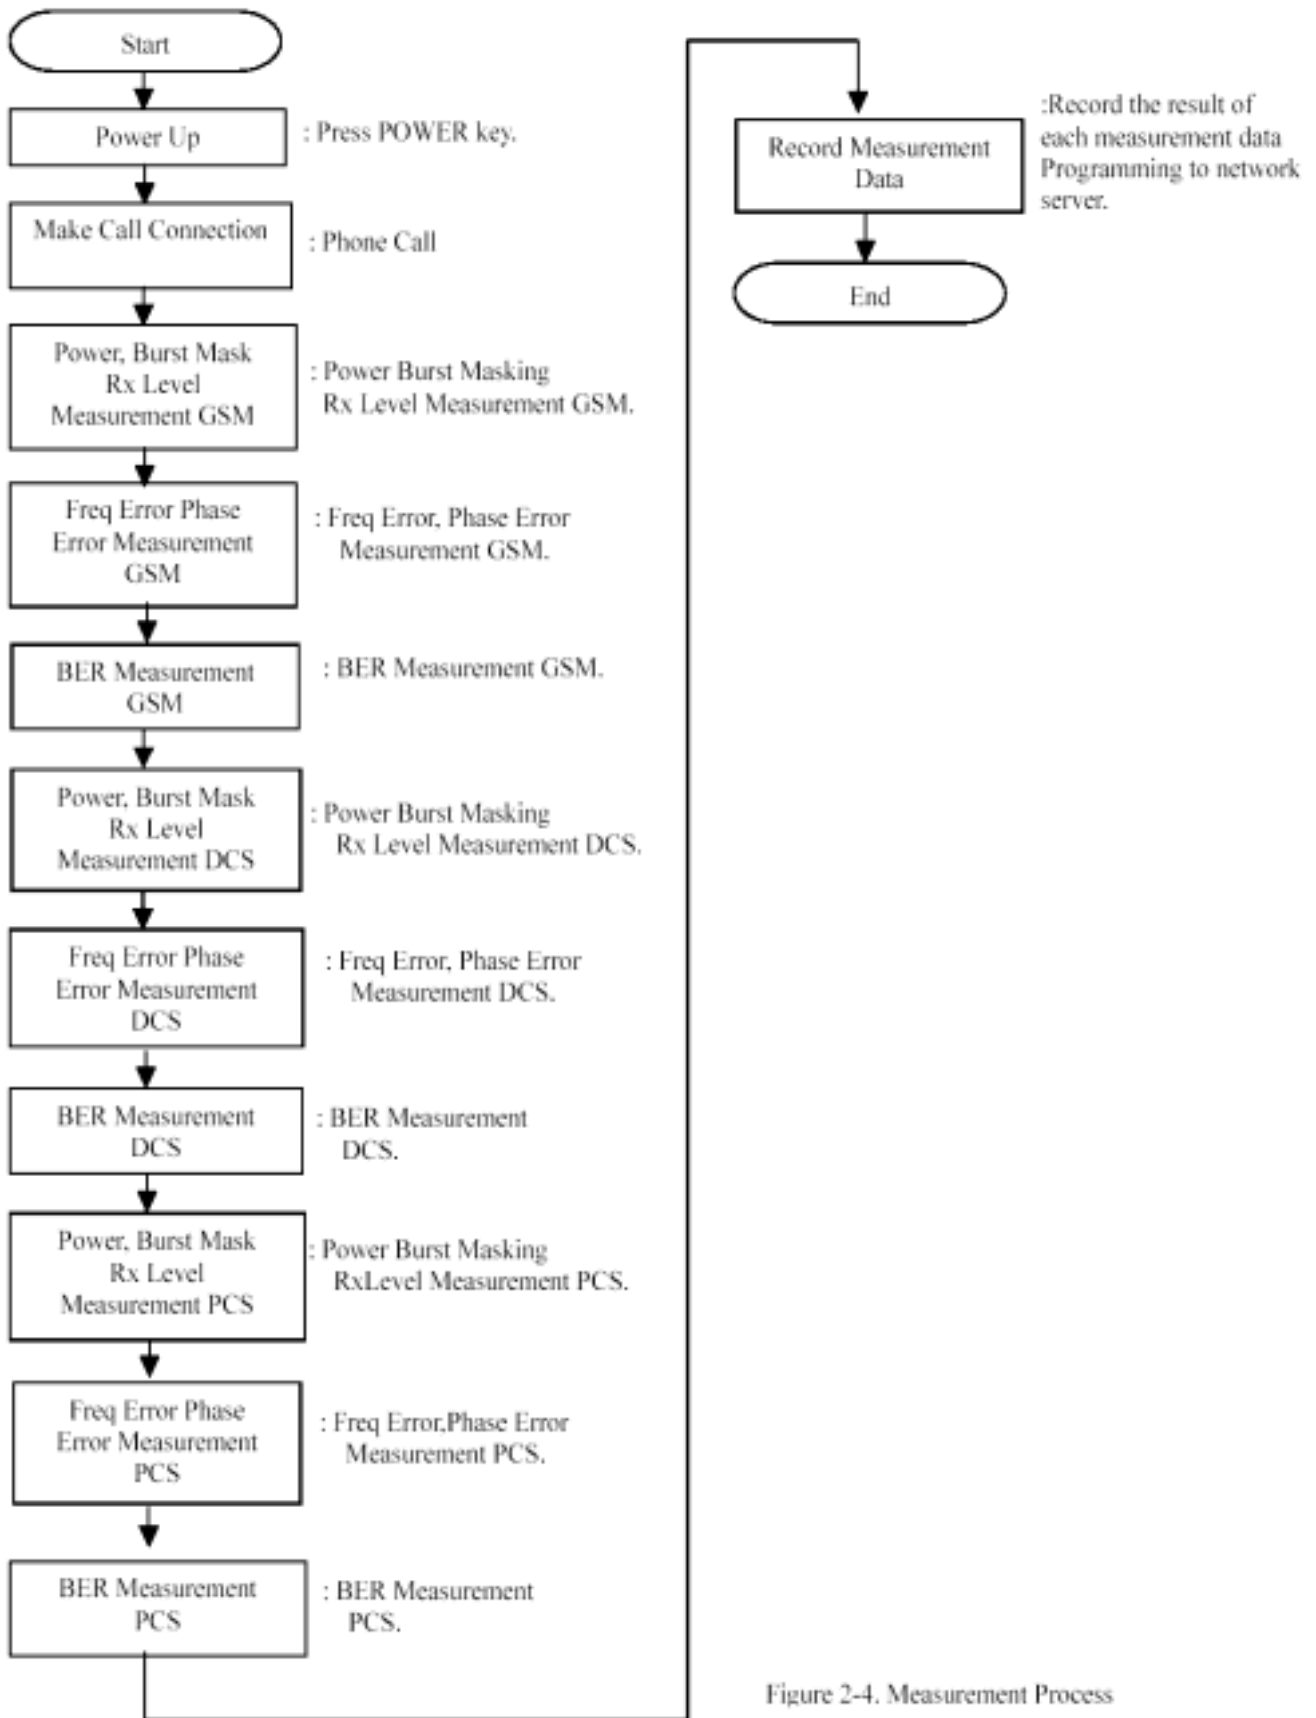 Start
Power Up
: Press POWER key.
Make Call Connection
: Phone Call
Power, Burst Mask
Rx Level
Measurement GSM
: Power Burst Masking
Rx Level Measurement GSM.
Freq Error Phase
Error Measurement
GSM
: Freq Error, Phase Error
Measurement GSM.
BER Measurement
GSM
: BER Measurement GSM.
Power, Burst Mask
Rx Level
Measurement DCS
: Power Burst Masking
Rx Level Measurement DCS.
Freq Error Phase
Error Measurement
DCS
: Freq Error, Phase Error
Measurement DCS.
BER Measurement
DCS
: BER Measurement
DCS.
Power, Burst Mask
Rx Level
Measurement PCS
: Power Burst Masking
RxLevel Measurement PCS.
Freq Error Phase
Error Measurement
PCS
: Freq Error,Phase Error
Measurement PCS.
BER Measurement
PCS
: BER Measurement
PCS.
Record Measurement
Data
:Record the result of
each measurement data
Programming to network
server.
End
Figure 2-4. Measurement Process